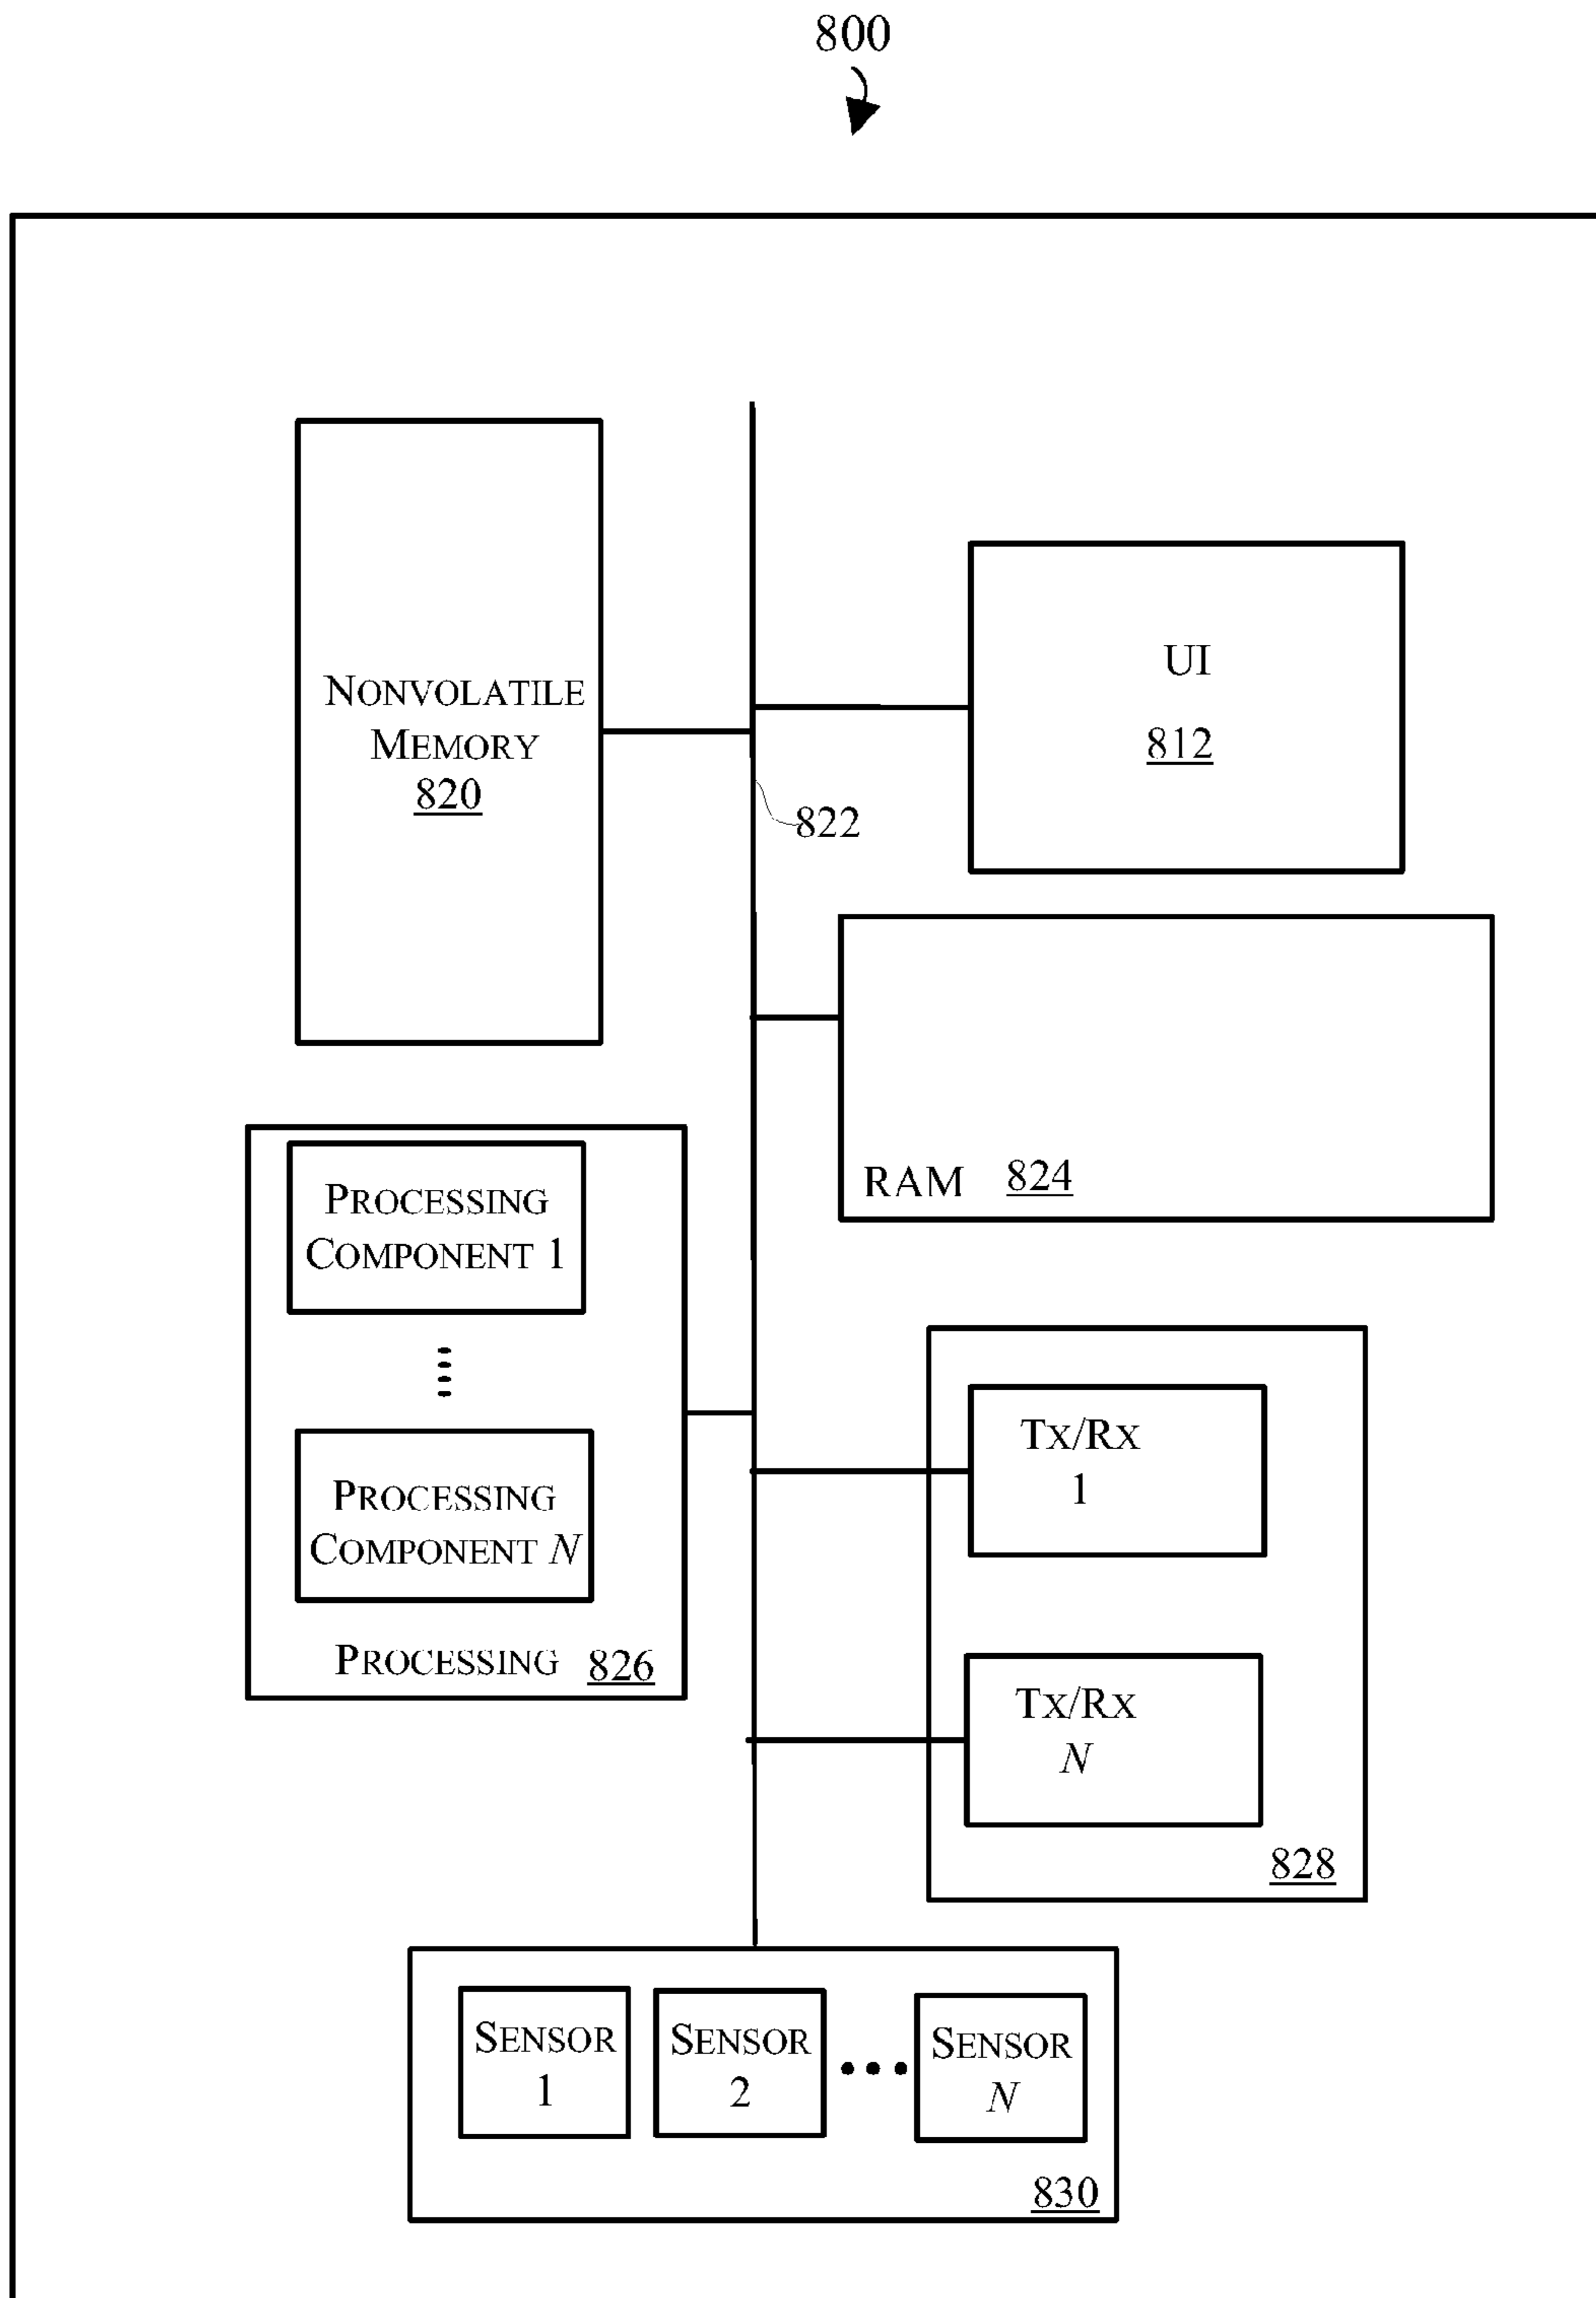 800
NONVOLATILE
MEMORY
820
UI
812
822
RAM 824
PROCESSING
COMPONENT 1
PROCESSING
COMPONENT N
PROCESSING 826
TX/RX
1
TX/RX
N
828
SENSOR
1
SENSOR
2
SENSOR
N
830